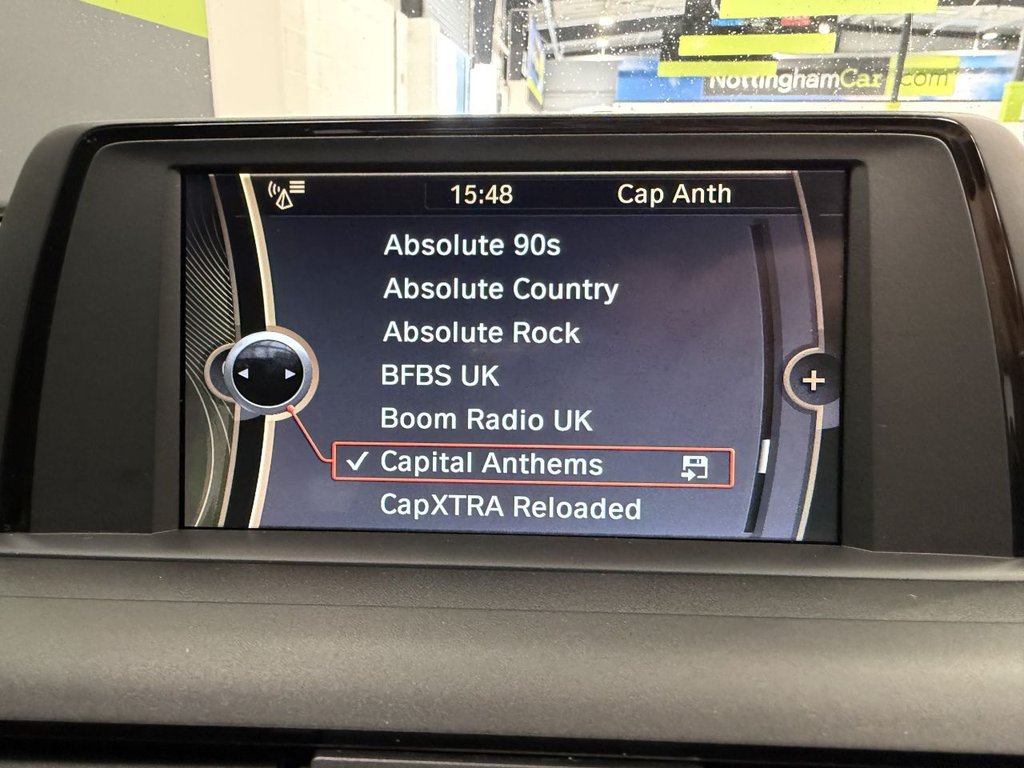 NottinghamCar .com
15:48 Cap Anth
Absolute 90s
Absolute Country
Absolute Rock
BFBS UK
Boom Radio UK
✓ Capital Anthems
CapXTRA Reloaded